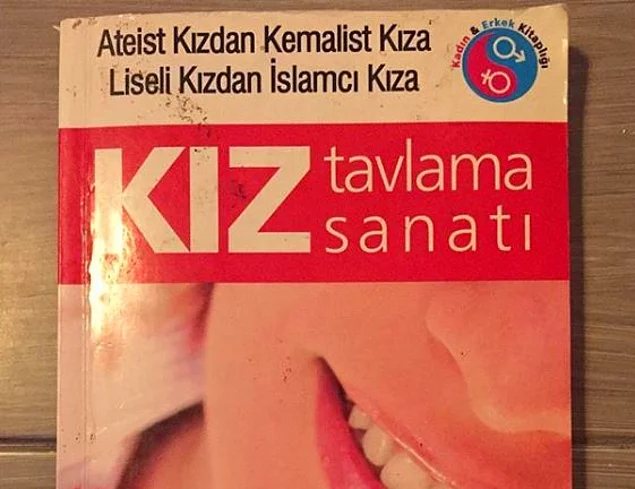 Ateist Kızdan Kemalist Kıza
Liseli Kızdan İslamcı Kıza
Kadın & Erkek Kitaplığı
KIZ tavlama
sanatı